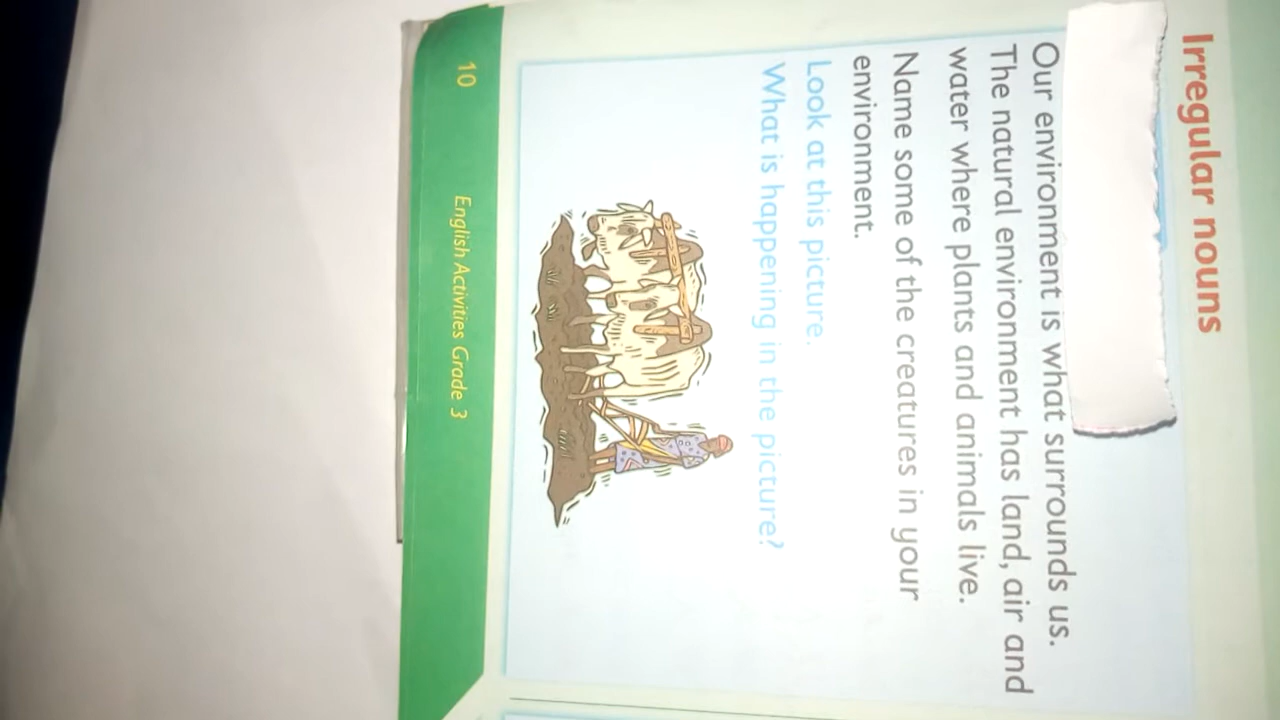 Irregular nouns
Our environment is what surrounds us.
The natural environment has land, air and
water where plants and animals live.
Name some of the creatures in your
environment.
Look at this picture.
What is happening in the picture?
10 English Activities Grade 3